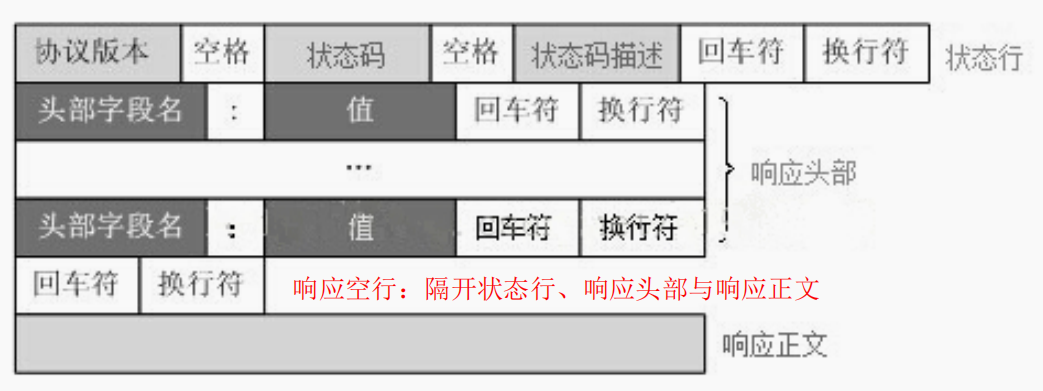 协议版本 空格 状态码 空格 状态码描述 回车符 换行符 状态行
头部字段名 : 值 回车符 换行符
...
响应头部
头部字段名 : 值 回车符 换行符
回车符 换行符 响应空行：隔开状态行、响应头部与响应正文
响应正文